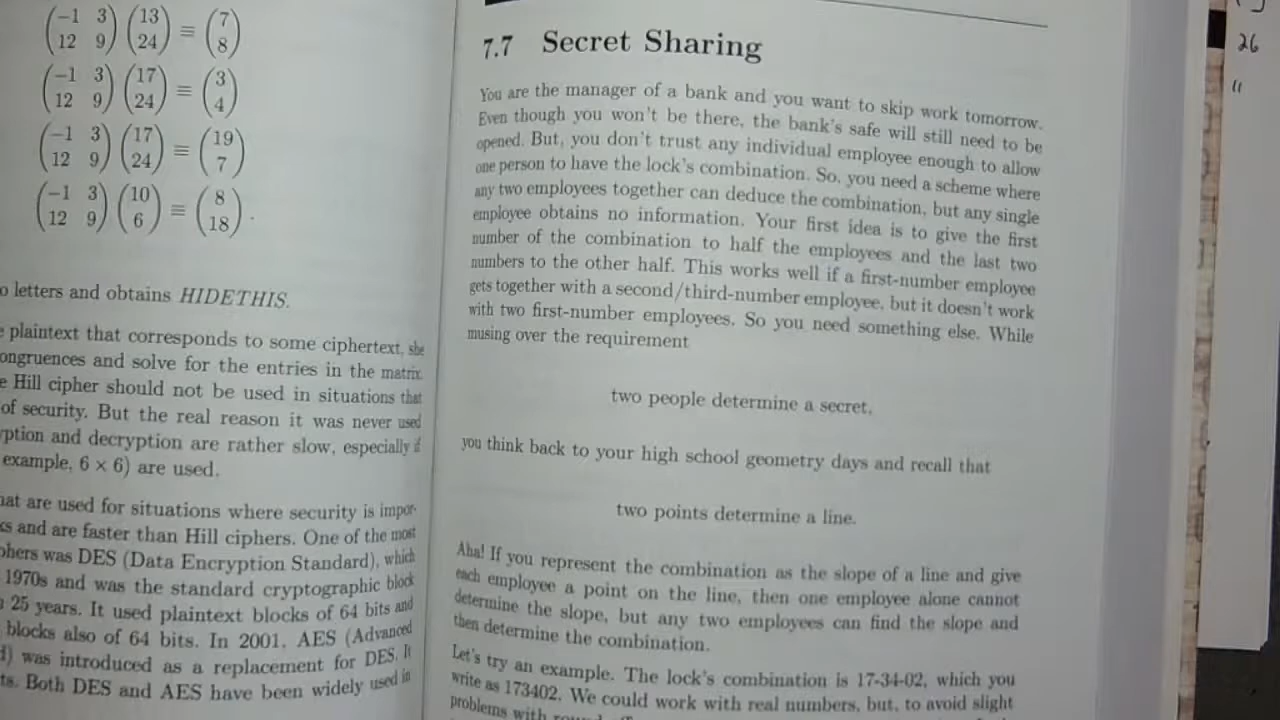 (-1 3) (13) ≡ (7)
(12 9) (24) (8)
(-1 3) (17) ≡ (3)
(12 9) (24) (4)
(-1 3) (17) ≡ (19)
(12 9) (24) (7)
(-1 3) (10) ≡ (8)
(12 9) (6) (18) .
o letters and obtains HIDETHIS.
e plaintext that corresponds to some ciphertext, she
ongruences and solve for the entries in the matrix
e Hill cipher should not be used in situations that
of security. But the real reason it was never used
yption and decryption are rather slow, especially if
example, 6 × 6) are used.
hat are used for situations where security is impor-
ks and are faster than Hill ciphers. One of the most
phers was DES (Data Encryption Standard), which
1970s and was the standard cryptographic block
25 years. It used plaintext blocks of 64 bits and
blocks also of 64 bits. In 2001, AES (Advanced
d) was introduced as a replacement for DES. It
ts. Both DES and AES have been widely used in
7.7 Secret Sharing
You are the manager of a bank and you want to skip work tomorrow.
Even though you won't be there, the bank's safe will still need to be
opened. But, you don't trust any individual employee enough to allow
one person to have the lock's combination. So, you need a scheme where
any two employees together can deduce the combination, but any single
employee obtains no information. Your first idea is to give the first
number of the combination to half the employees and the last two
numbers to the other half. This works well if a first-number employee
gets together with a second/third-number employee, but it doesn't work
with two first-number employees. So you need something else. While
musing over the requirement
two people determine a secret,
you think back to your high school geometry days and recall that
two points determine a line.
Aha! If you represent the combination as the slope of a line and give
each employee a point on the line, then one employee alone cannot
determine the slope, but any two employees can find the slope and
then determine the combination.
Let's try an example. The lock's combination is 17-34-02, which you
write as 173402. We could work with real numbers, but, to avoid slight
problems with
26